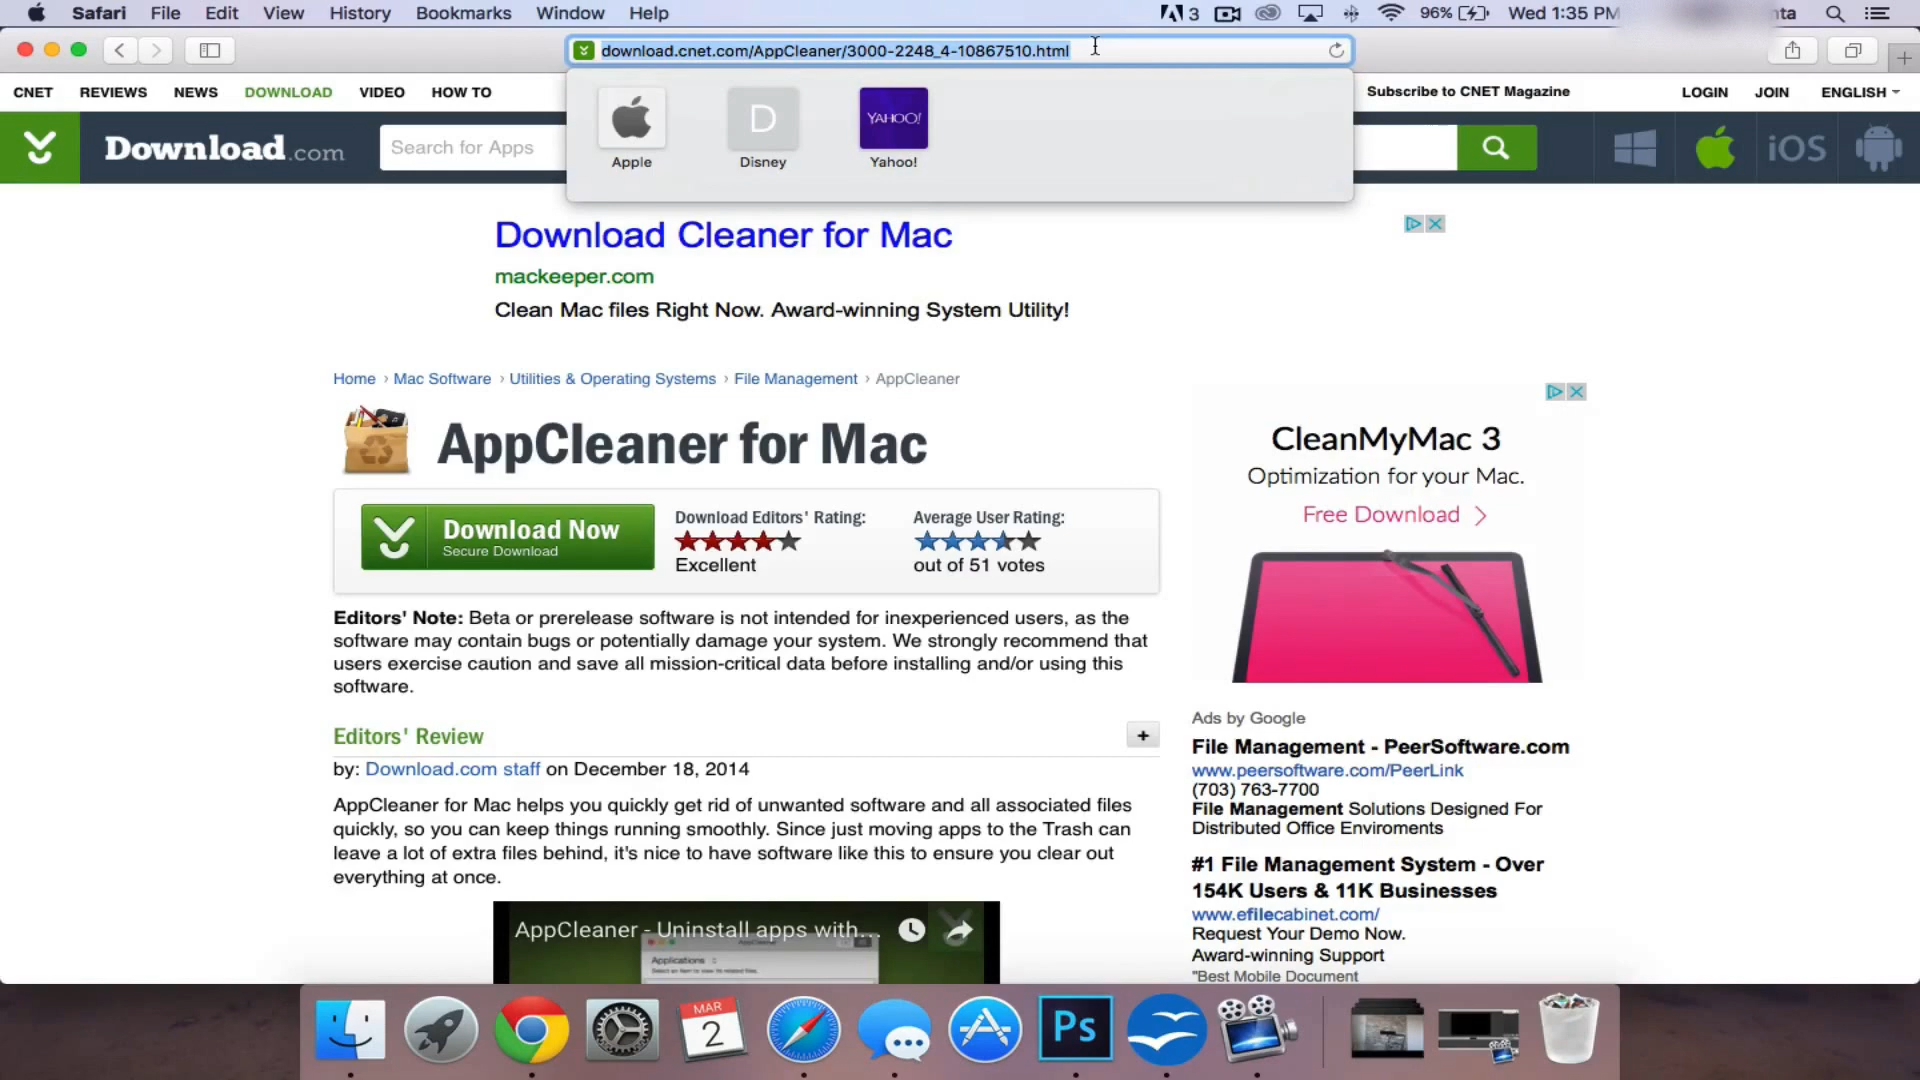 Safari File Edit View History Bookmarks Window Help
3 96% Wed 1:35 PM
download.cnet.com/AppCleaner/3000-2248_4-10867510.html
CNET REVIEWS NEWS DOWNLOAD VIDEO HOW TO
Subscribe to CNET Magazine LOGIN JOIN ENGLISH
Download.com
Search for Apps
D
YAHOO!
Apple Disney Yahoo!
iOS
Download Cleaner for Mac
mackeeper.com
Clean Mac files Right Now. Award-winning System Utility!
Home › Mac Software › Utilities & Operating Systems › File Management › AppCleaner
AppCleaner for Mac
Download Now
Secure Download
Download Editors' Rating:
Excellent
Average User Rating:
out of 51 votes
Editors' Note: Beta or prerelease software is not intended for inexperienced users, as the
software may contain bugs or potentially damage your system. We strongly recommend that
users exercise caution and save all mission-critical data before installing and/or using this
software.
Editors' Review
+
by: Download.com staff on December 18, 2014
AppCleaner for Mac helps you quickly get rid of unwanted software and all associated files
quickly, so you can keep things running smoothly. Since just moving apps to the Trash can
leave a lot of extra files behind, it's nice to have software like this to ensure you clear out
everything at once.
AppCleaner - Uninstall apps with...
AppCleaner
Applications
Select an item to view its related files.
CleanMyMac 3
Optimization for your Mac.
Free Download
Ads by Google
File Management - PeerSoftware.com
www.peersoftware.com/PeerLink
(703) 763-7700
File Management Solutions Designed For
Distributed Office Enviroments
#1 File Management System - Over
154K Users & 11K Businesses
www.efilecabinet.com/
Request Your Demo Now.
Award-winning Support
"Best Mobile Document
MAR
2
Ps